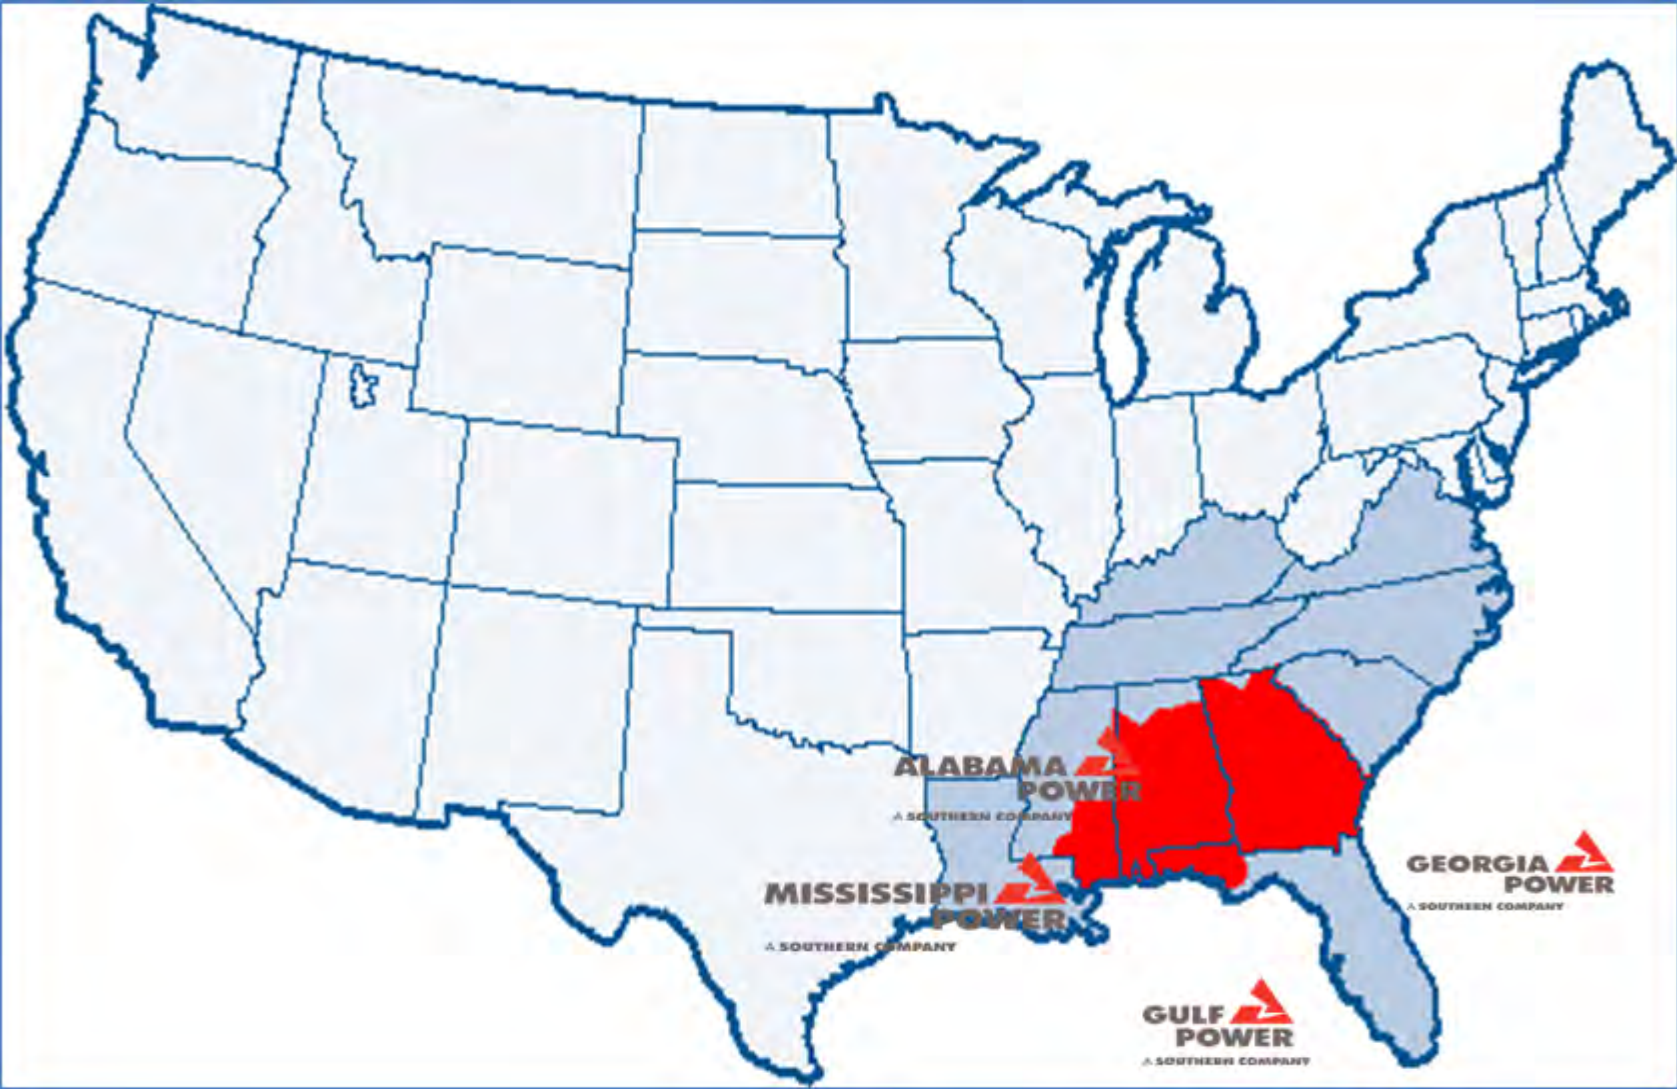 ALABAMA
POWER
A SOUTHERN COMPANY
MISSISSIPPI
POWER
A SOUTHERN COMPANY
GEORGIA
POWER
A SOUTHERN COMPANY
GULF
POWER
A SOUTHERN COMPANY